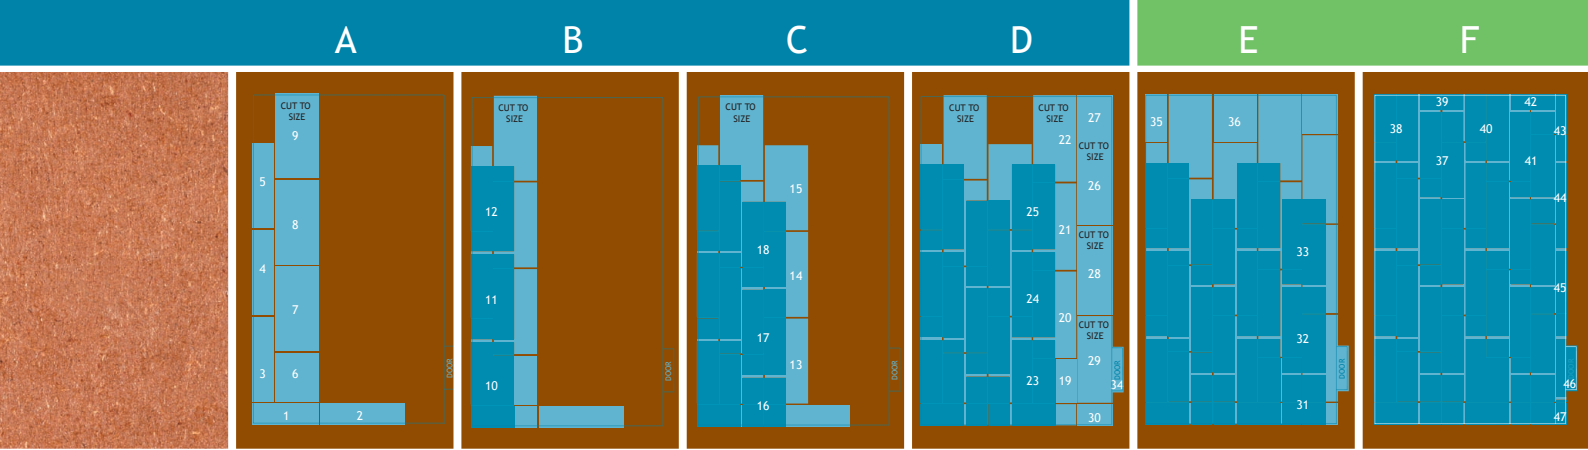 A
B
C
D
E
F
CUT TO
SIZE
9
5
8
4
7
3
6
1
2
DOOR
CUT TO
SIZE
12
11
10
DOOR
CUT TO
SIZE
15
18
14
17
13
16
DOOR
CUT TO
SIZE
CUT TO
SIZE
27
22
CUT TO
SIZE
26
25
21
CUT TO
SIZE
28
24
20
CUT TO
SIZE
29
23
19
DOOR
34
30
35
36
33
32
DOOR
31
39
42
38
40
43
37
41
44
45
46
47